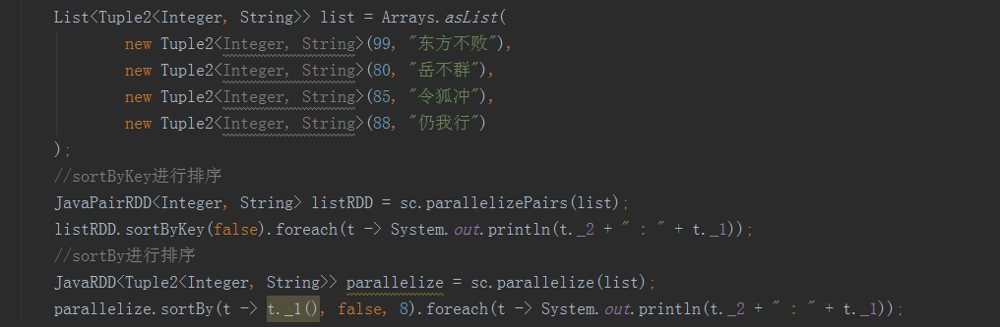 List<Tuple2<Integer, String>> list = Arrays.asList(
new Tuple2<Integer, String>(99, "东方不败"),
new Tuple2<Integer, String>(80, "岳不群"),
new Tuple2<Integer, String>(85, "令狐冲"),
new Tuple2<Integer, String>(88, "仍我行")
);
//sortByKey进行排序
JavaPairRDD<Integer, String> listRDD = sc.parallelizePairs(list);
listRDD.sortByKey(false).foreach(t -> System.out.println(t._2 + " : " + t._1));
//sortBy进行排序
JavaRDD<Tuple2<Integer, String>> parallelize = sc.parallelize(list);
parallelize.sortBy(t -> t._1(), false, 8).foreach(t -> System.out.println(t._2 + " : " + t._1));